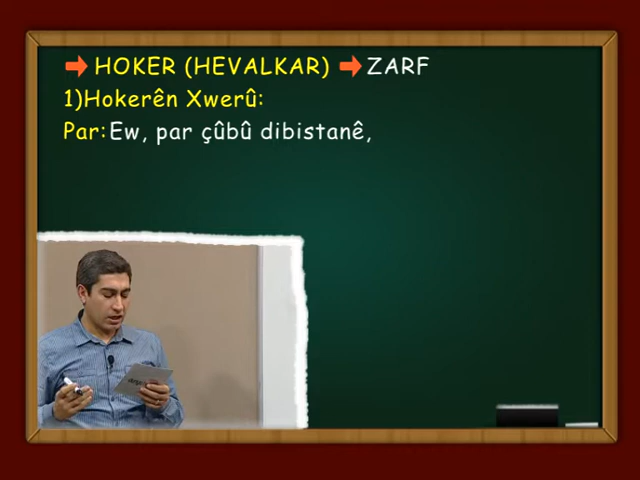 HOKER (HEVALKAR) ZARF
1)Hokerên Xwerû:
Par: Ew, par çûbû dibistanê,